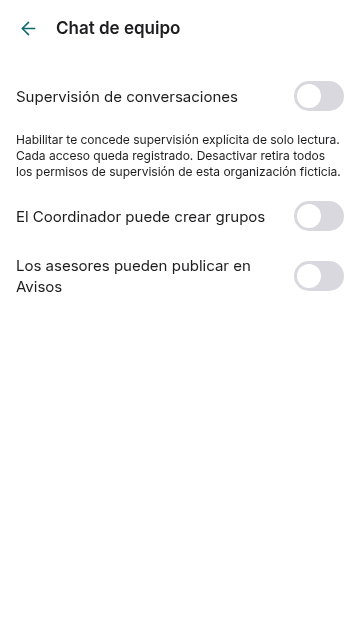 Chat de equipo
Supervisión de conversaciones
Habilitar te concede supervisión explícita de solo lectura.
Cada acceso queda registrado. Desactivar retira todos
los permisos de supervisión de esta organización ficticia.
El Coordinador puede crear grupos
Los asesores pueden publicar en
Avisos